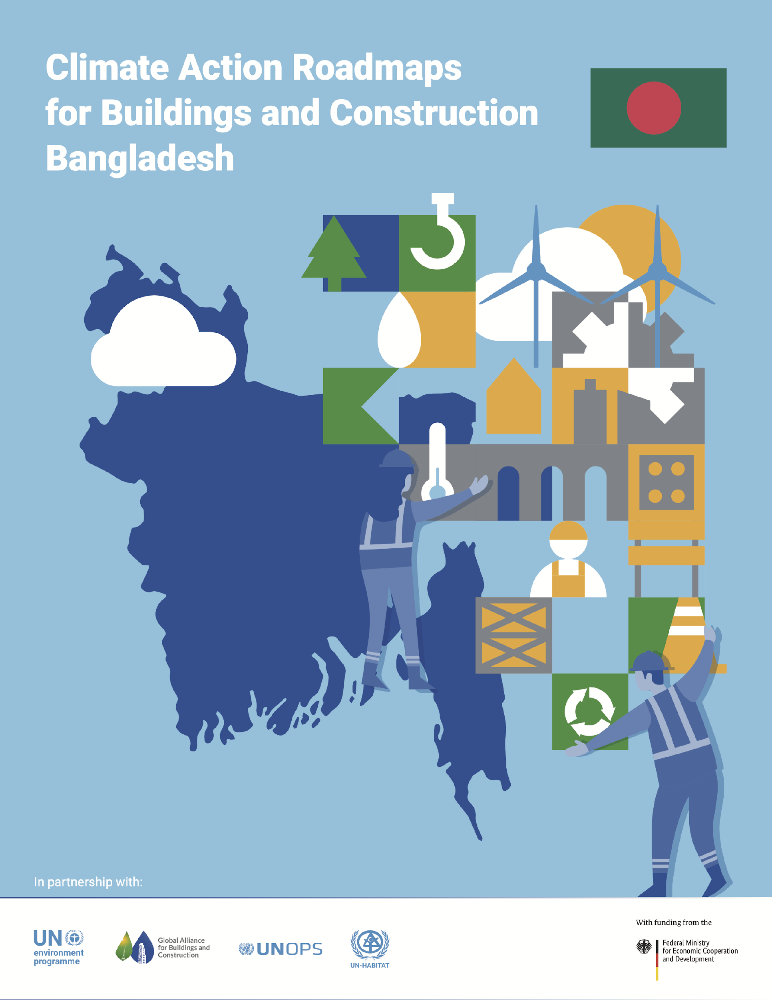 Climate Action Roadmaps
for Buildings and Construction
Bangladesh
In partnership with:
UN
environment
programme
Global Alliance
for Buildings and
Construction
UNOPS
UN-HABITAT
With funding from the
Federal Ministry
for Economic Cooperation
and Development